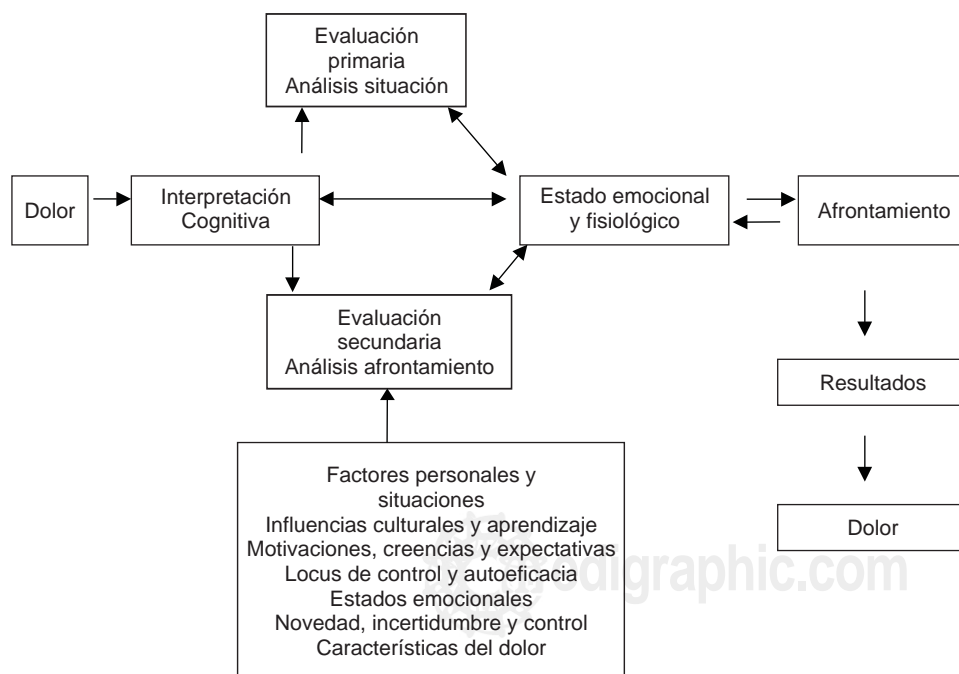 Evaluación
primaria
Análisis situación
Dolor
Interpretación
Cognitiva
Estado emocional
y fisiológico
Afrontamiento
Evaluación
secundaria
Análisis afrontamiento
Resultados
Factores personales y
situaciones
Influencias culturales y aprendizaje
Motivaciones, creencias y expectativas
Locus de control y autoeficacia
Estados emocionales
Novedad, incertidumbre y control
Características del dolor
Dolor
edigraphic.com